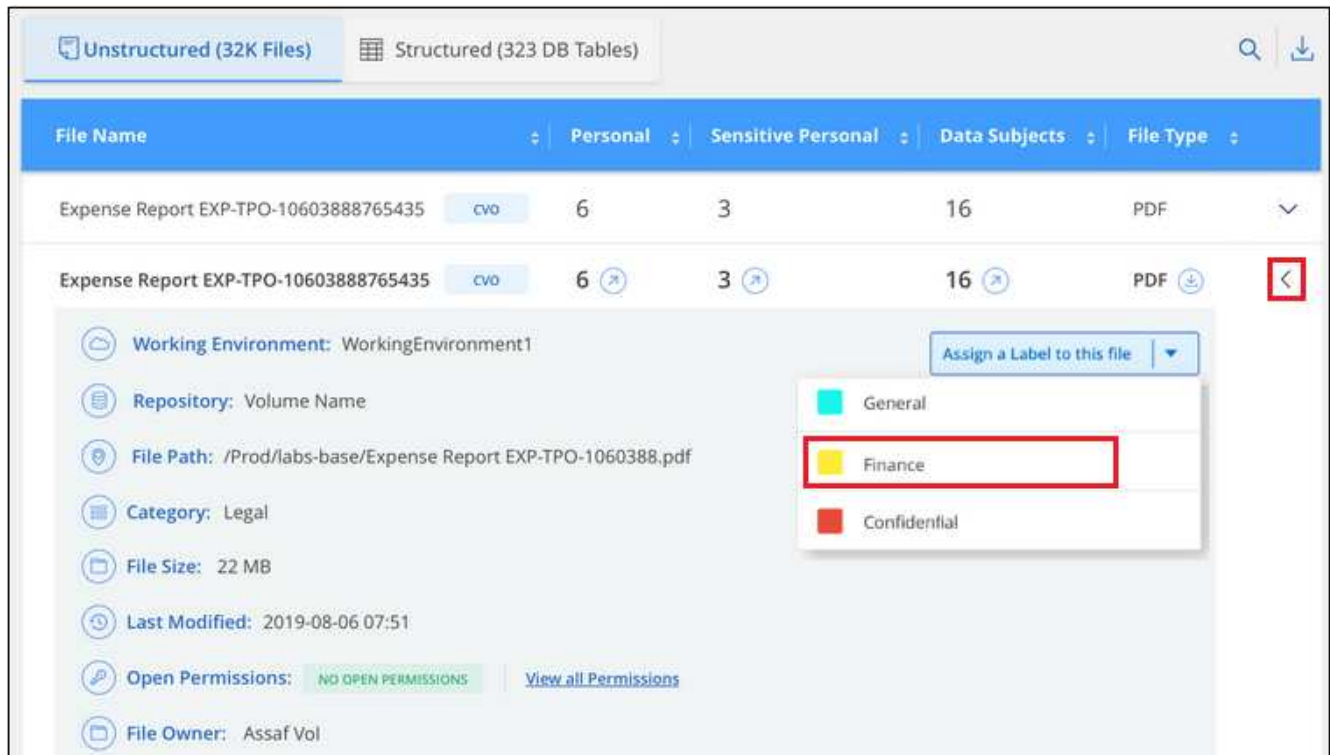 Unstructured (32K Files) Structured (323 DB Tables)
File Name Personal Sensitive Personal Data Subjects File Type
Expense Report EXP-TPO-10603888765435 CVO 6 3 16 PDF
Expense Report EXP-TPO-10603888765435 CVO 6 3 16 PDF
Working Environment: WorkingEnvironment1
Assign a Label to this file
Repository: Volume Name
General
File Path: /Prod/labs-base/Expense Report EXP-TPO-1060388.pdf
Finance
Category: Legal
Confidential
File Size: 22 MB
Last Modified: 2019-08-06 07:51
Open Permissions: NO OPEN PERMISSIONS View all Permissions
File Owner: Assaf Vol